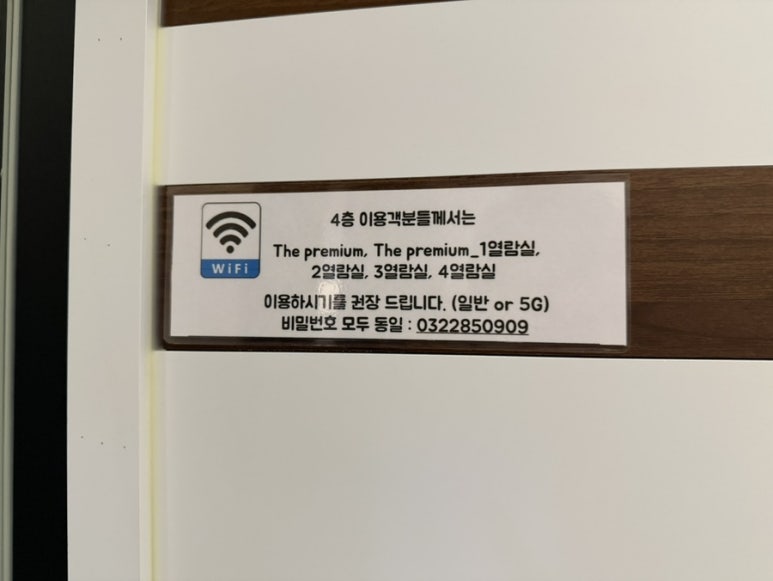 WiFi
4층 이용객분들께서는
The premium, The premium_1열람실,
2열람실, 3열람실, 4열람실
이용하시기를 권장 드립니다. (일반 or 5G)
비밀번호 모두 동일 : 0322850909